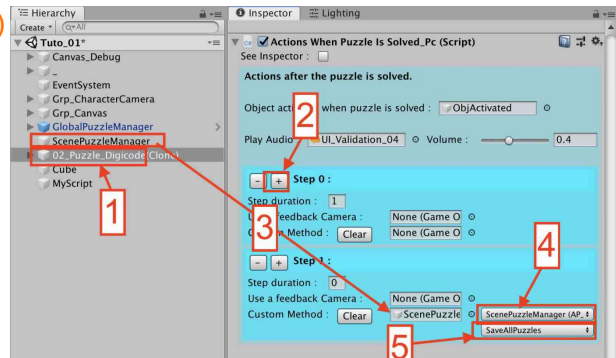 Hierarchy
Create
All
Tuto_01*
Canvas_Debug
_
EventSystem
Grp_CharacterCamera
Grp_Canvas
GlobalPuzzleManager
ScenePuzzleManager
02_Puzzle_Digicode(Clone)
Cube
MyScript
1
Inspector
Lighting
Actions When Puzzle Is Solved_Pc (Script)
See Inspector :
Actions after the puzzle is solved.
when puzzle is solved : ObjActivated
2
Play Audio UI_Validation_04 Volume : 0.4
- + Step 0 :
Step duration : 1
feedback Camera : None (Game O
3
Method : Clear None (Game O
- + Step 1 :
4
Step duration : 0
Use a feedback Camera : None (Game O
Custom Method : Clear ScenePuzzle ScenePuzzleManager (AP_
5
SaveAllPuzzles